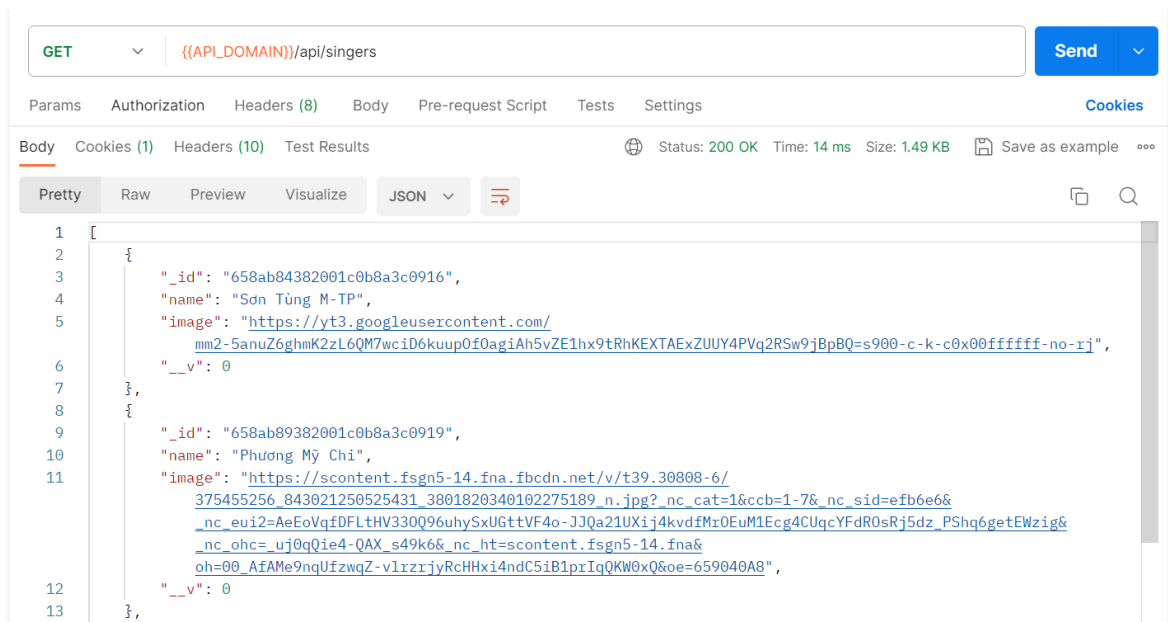 GET {{API_DOMAIN}}/api/singers Send
Params Authorization Headers (8) Body Pre-request Script Tests Settings Cookies
Body Cookies (1) Headers (10) Test Results Status: 200 OK Time: 14 ms Size: 1.49 KB Save as example
Pretty Raw Preview Visualize JSON
1 [
2 {
3 "_id": "658ab84382001c0b8a3c0916",
4 "name": "Sơn Tùng M-TP",
5 "image": "https://yt3.googleusercontent.com/
mm2-5anuZ6ghmK2zL6QM7wciD6kuupOfOagiAh5vZE1hx9tRhKEXTAExZUUY4PVq2RSw9jBpBQ=s900-c-k-c0x00ffffff-no-rj",
6 "__v": 0
7 },
8 {
9 "_id": "658ab89382001c0b8a3c0919",
10 "name": "Phương Mỹ Chi",
11 "image": "https://scontent.fsgn5-14.fna.fbcdn.net/v/t39.30808-6/
375455256_843021250525431_3801820340102275189_n.jpg?_nc_cat=1&ccb=1-7&_nc_sid=efb6e6&
_nc_eui2=AeEoVqfDFLtHV33OQ96uhySxUGttVF4o-JJQa21UXij4kvdfMrOEuM1Ecg4CUqcYFdROsRj5dz_PShq6getEWzig&
_nc_ohc=_uj0qQie4-QAX_s49k6&_nc_ht=scontent.fsgn5-14.fna&
oh=00_AfAMe9nqUfzwqZ-vlrzrjyRcHHxi4ndC5iB1prIqQKW0xQ&oe=659040A8",
12 "__v": 0
13 },